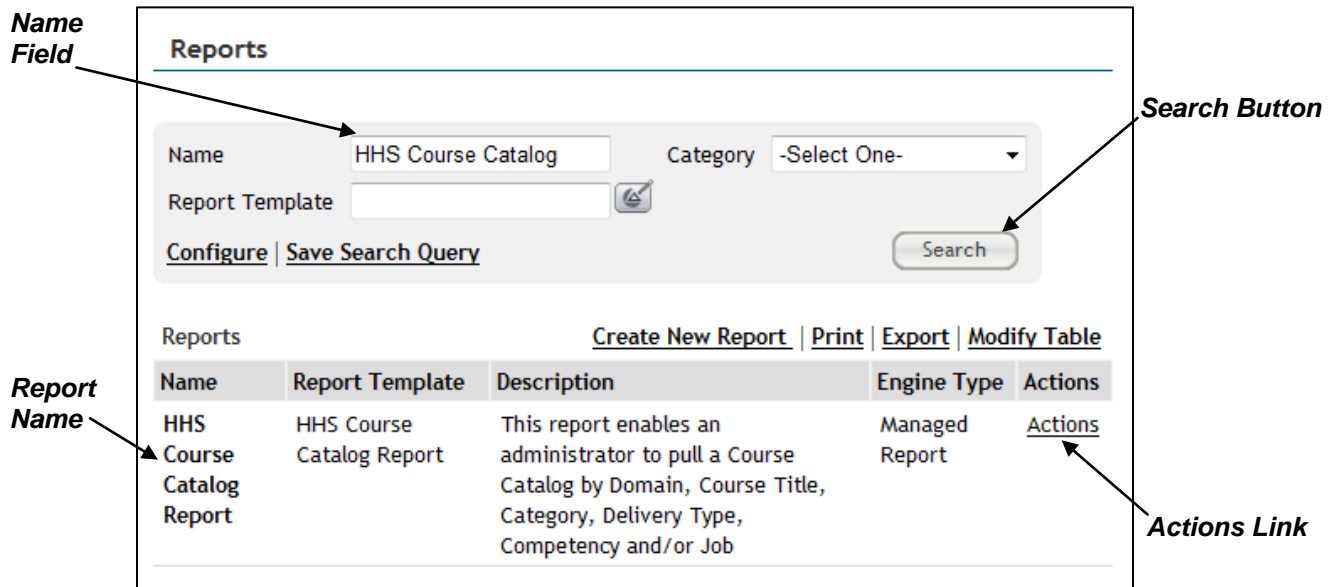 Name
Field
Reports
Search Button
Name HHS Course Catalog Category -Select One-
Report Template
Configure | Save Search Query Search
Reports Create New Report | Print | Export | Modify Table
Name Report Template Description Engine Type Actions
Report
Name
HHS HHS Course This report enables an Managed Actions
Course Catalog Report administrator to pull a Course Report
Catalog Catalog by Domain, Course Title,
Report Category, Delivery Type,
Competency and/or Job
Actions Link